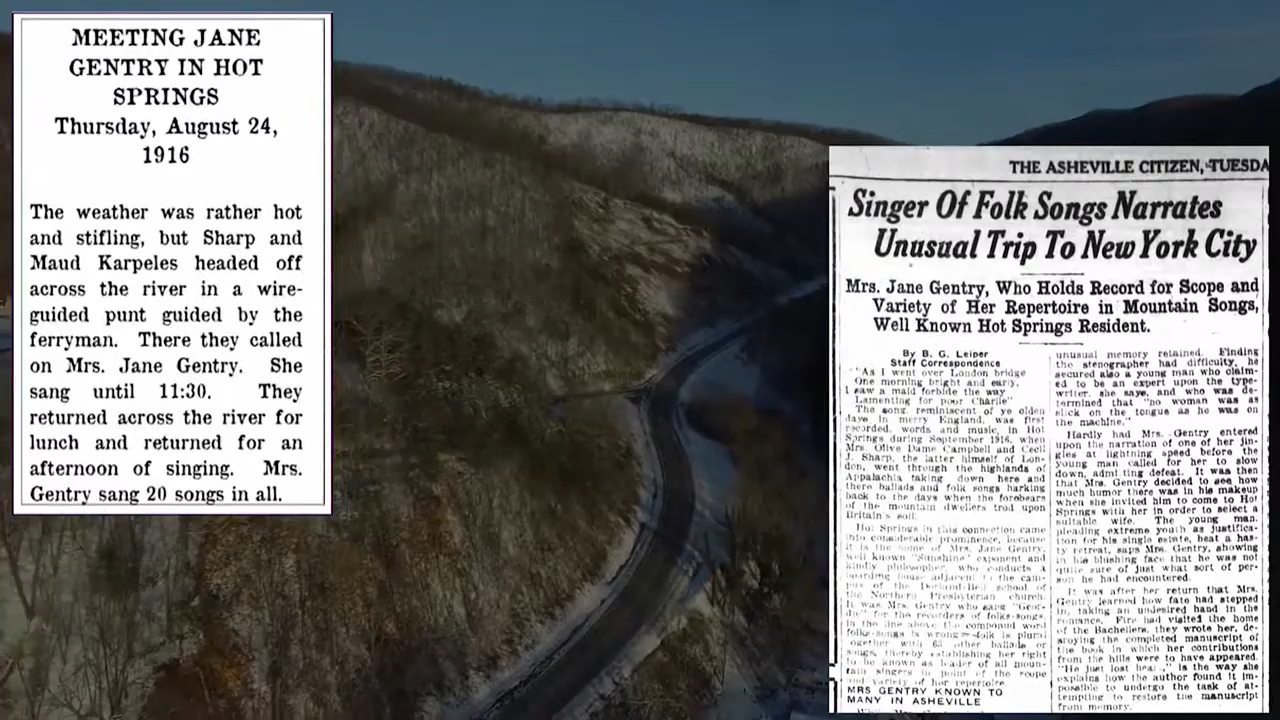 MEETING JANE
GENTRY IN HOT
SPRINGS
Thursday, August 24,
1916
The weather was rather hot
and stifling, but Sharp and
Maud Karpeles headed off
across the river in a wire-
guided punt guided by the
ferryman. There they called
on Mrs. Jane Gentry. She
sang until 11:30. They
returned across the river for
lunch and returned for an
afternoon of singing. Mrs.
Gentry sang 20 songs in all.
THE ASHEVILLE CITIZEN, TUESDA
Singer Of Folk Songs Narrates
Unusual Trip To New York City
Mrs. Jane Gentry, Who Holds Record for Scope and
Variety of Her Repertoire in Mountain Songs,
Well Known Hot Springs Resident.
By B. G. Leiper
Staff Correspondence
"As I went over London bridge
One morning bright and early,
I saw a maid forbide the way
Lamenting for poor Charlie"
The song, reminiscent of ye olden
days in merry England, was first
recorded, words and music, in Hot
Springs during September 1916, when
Mrs. Olive Dame Campbell and Cecil
J. Sharp, the latter himself of Lon-
don, went through the highlands of
Appalachia taking down here and
there ballads and folk songs harking
back to the days when the forebears
of the mountain dwellers trod upon
Britain's soil.
Hot Springs in this connection came
into considerable prominence, because
it is the home of Mrs. Jane Gentry,
well known "Sunshine" exponent and
kindly philosopher, who conducts a
boarding house adjacent to the cam-
pus of the Dorland-Bell school of
the Northern Presbyterian church.
It was Mrs. Gentry who sang "Geor-
die" for the recorders of folks-songs.
In the line above the compound word
folks-songs is wrong—folk is plural
together with 63 other ballads or
songs, thereby establishing her right
to be known as leader of all moun-
tain singers in point of the scope
and variety of her repertoire
MRS GENTRY KNOWN TO
MANY IN ASHEVILLE
unusual memory retained. Finding
the stenographer had difficulty, he
secured also a young man who claim-
ed to be an expert upon the type-
writer, she says, and who was de-
termined that "no woman was as
slick on the tongue as he was on
the machine."
Hardly had Mrs. Gentry entered
upon the narration of one of her jin-
gles at lightning speed before the
young man called for her to slow
down, admitting defeat. It was then
that Mrs. Gentry decided to see how
much humor there was in his makeup
when she invited him to come to Hot
Springs with her in order to select a
suitable wife. The young man,
pleading extreme youth as justifica-
tion for his single estate, beat a has-
ty retreat, says Mrs. Gentry, showing
in his blushing face that he was not
quite sure of just what sort of per-
son he had encountered.
It was after her return that Mrs.
Gentry learned how fate had stepped
in, taking an undesired hand in the
romance. Fire had visited the home
of the Bachellers, they wrote her, de-
stroying the completed manuscript of
the book in which her contributions
from the hills were to have appeared.
"He just lost hea," is the way she
explains how the author found it im-
possible to undergo the task of at-
tempting to restore the manuscript
from memory.